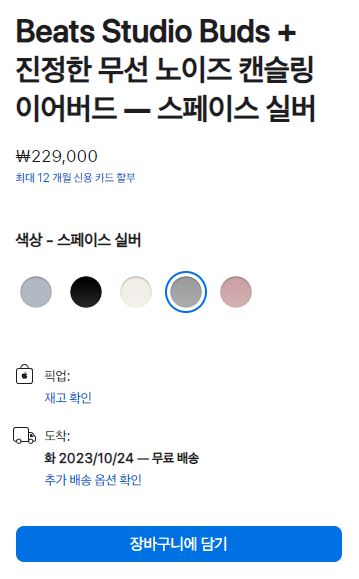 Beats Studio Buds +
진정한 무선 노이즈 캔슬링
이어버드 — 스페이스 실버
₩229,000
최대 12 개월 신용 카드 할부
색상 - 스페이스 실버
픽업:
재고 확인
도착:
화 2023/10/24 — 무료 배송
추가 배송 옵션 확인
장바구니에 담기